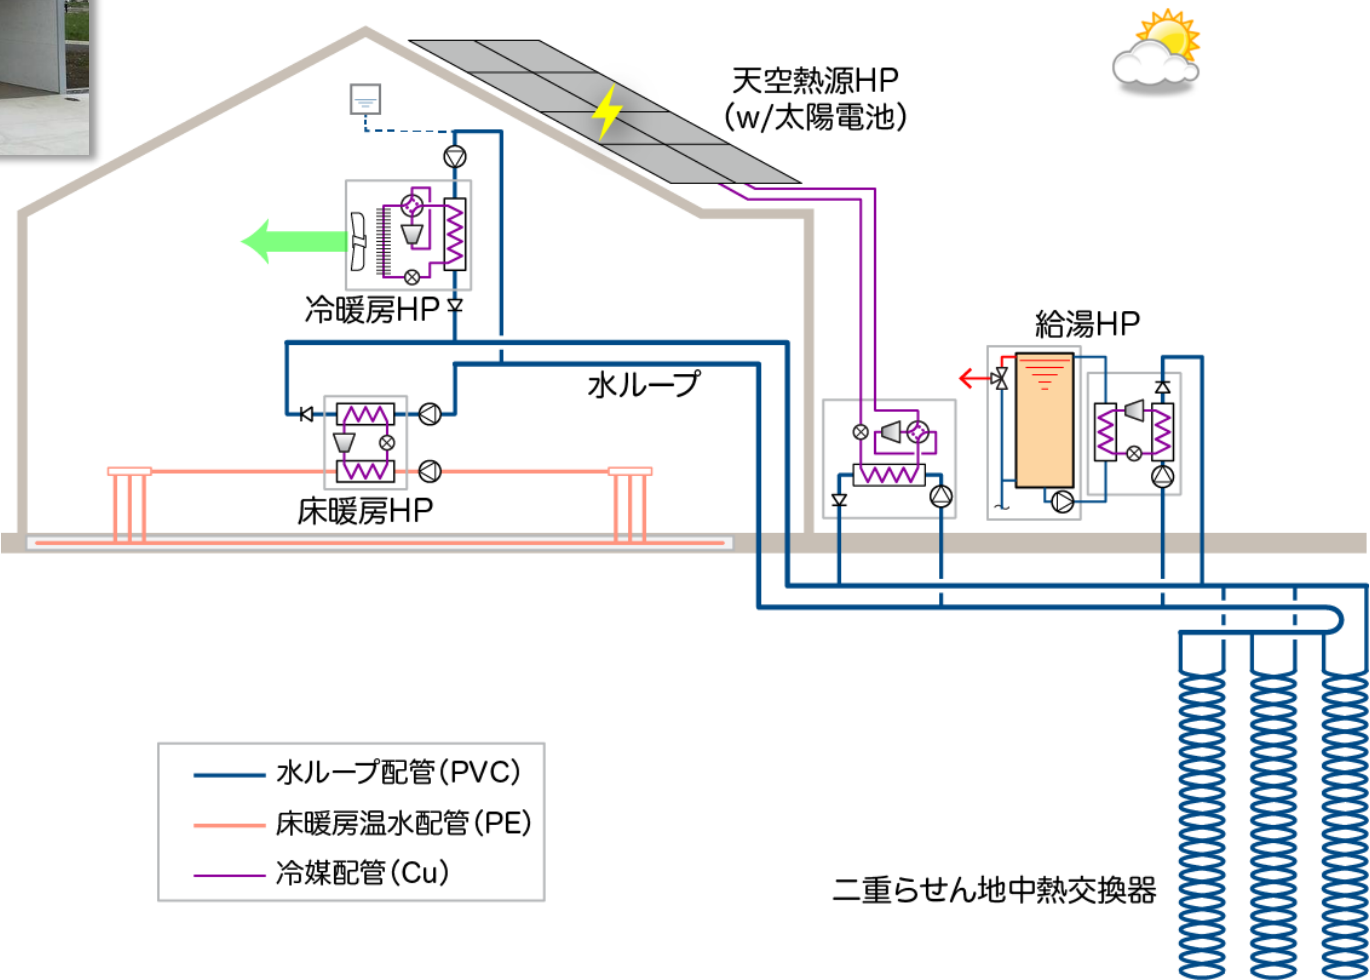 天空熱源HP
(w/太陽電池)
冷暖房HP
給湯HP
水ループ
床暖房HP
水ループ配管(PVC)
床暖房温水配管(PE)
冷媒配管(Cu)
二重らせん地中熱交換器